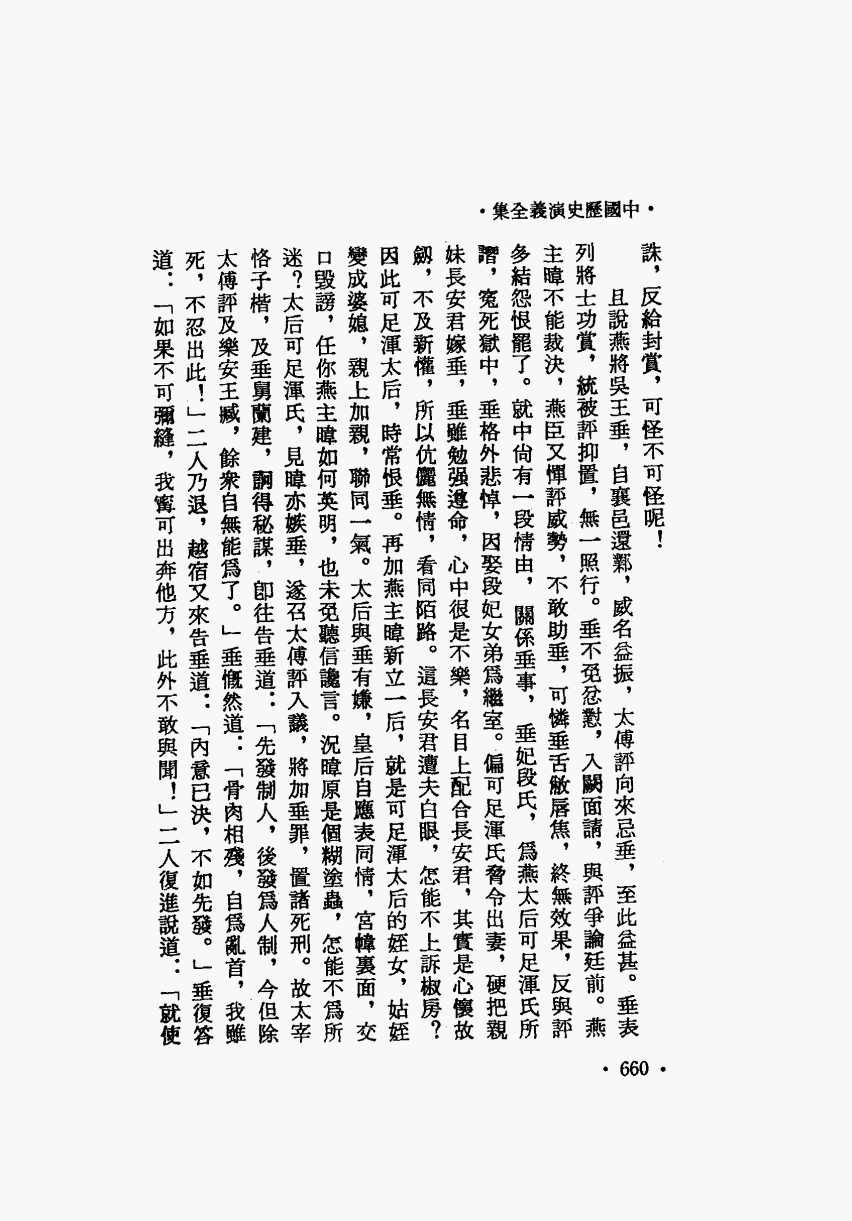 ·中國歷史演義全集·
誅，反給封賞，可怪不可怪呢！
且說燕將吳王垂，自襄邑還鄴，威名益振，太傅評向來忌垂，至此益甚。垂表
列將士功賞，統被評抑置，無一照行。垂不免忿懟，入闕面請，與評爭論廷前。燕
主暐不能裁決，燕臣又憚評威勢，不敢助垂，可憐垂舌敝唇焦，終無效果，反與評
多結怨恨罷了。就中尙有一段情由，關係垂事，垂妃段氏，爲燕太后可足渾氏所
譖，寃死獄中，垂格外悲悼，因娶段妃女弟爲繼室。偏可足渾氏脅令出妻，硬把親
妹長安君嫁垂，垂雖勉强遵命，心中很是不樂，名目上配合長安君，其實是心懷故
劔，不及新懽，所以伉儷無情，看同陌路。這長安君遭夫白眼，怎能不上訴椒房？
因此可足渾太后，時常恨垂。再加燕主暐新立一后，就是可足渾太后的姪女，姑姪
變成婆媳，親上加親，聯同一氣。太后與垂有嫌，皇后自應表同情，宮幃裏面，交
口毀謗，任你燕主暐如何英明，也未免聽信讒言。況暐原是個糊塗蟲，怎能不爲所
迷？太后可足渾氏，見暐亦嫉垂，遂召太傅評入議，將加垂罪，置諸死刑。故太宰
恪子楷，及垂舅蘭建，詗得秘謀，卽往告垂道：「先發制人，後發爲人制，今但除
太傅評及樂安王臧，餘衆自無能爲了。」垂慨然道：「骨肉相殘，自爲亂首，我雖
死，不忍出此！」二人乃退，越宿又來告垂道：「內意已決，不如先發。」垂復答
道：「如果不可彌縫，我寗可出奔他方，此外不敢與聞！」二人復進說道：「就使
·660·